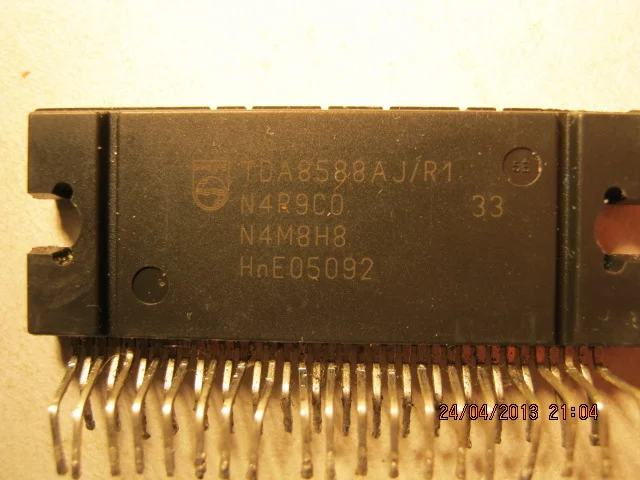 TDA8588AJ/R1
N4R9C0 33
N4M8H8
HnE05092
24/04/2013 21:04